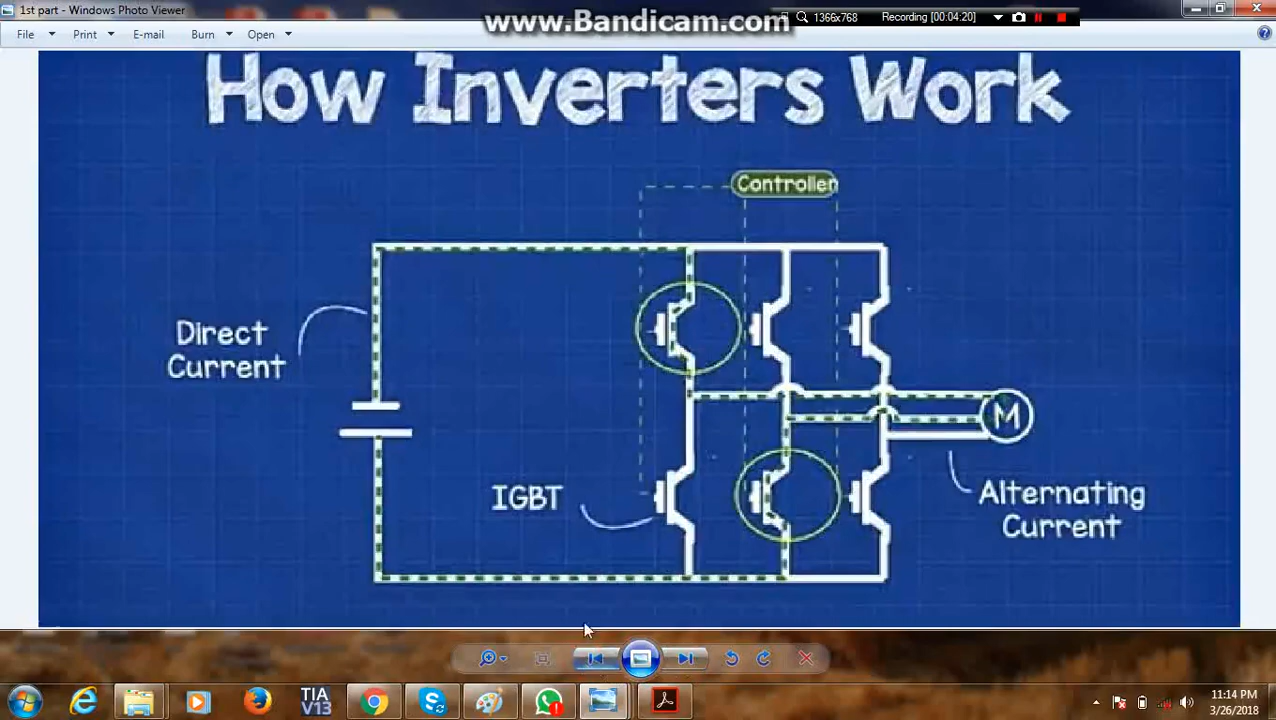 1st part - Windows Photo Viewer
www.Bandicam.com
1366x768
Recording [00:04:20]
File
Print
E-mail
Burn
Open
How Inverters Work
Controller
Direct
Current
M
IGBT
Alternating
Current
TIA
V13
11:14 PM
3/26/2018